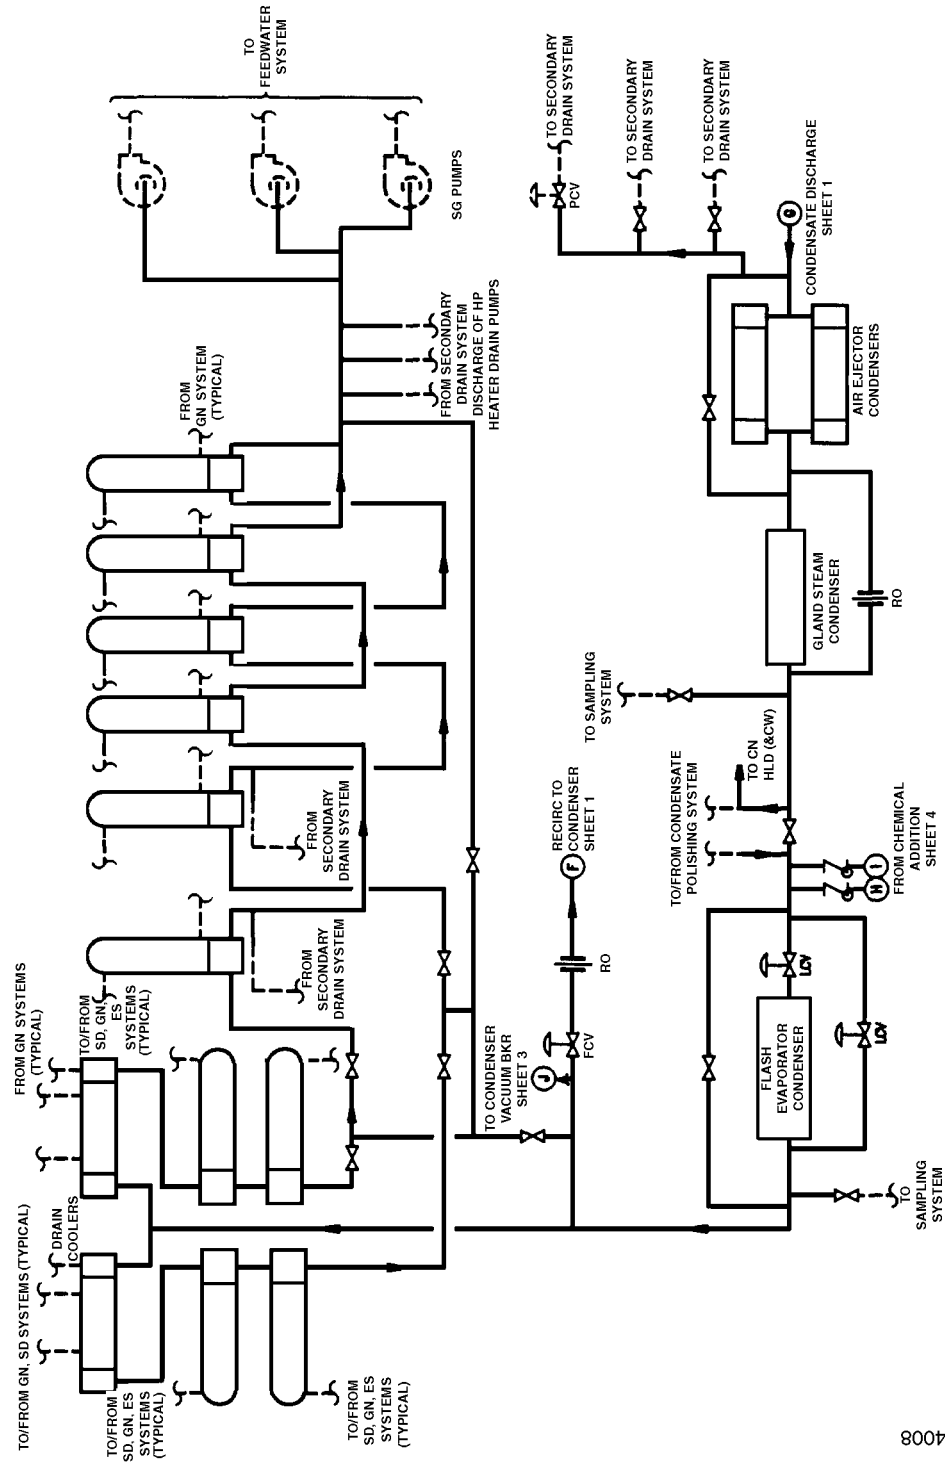 TO
FEEDWATER
SYSTEM
SG PUMPS
TO SECONDARY
DRAIN SYSTEM
PCV
TO SECONDARY
DRAIN SYSTEM
TO SECONDARY
DRAIN SYSTEM
G
CONDENSATE DISCHARGE
SHEET 1
FROM
GN SYSTEM
(TYPICAL)
FROM SECONDARY
DRAIN SYSTEM
DISCHARGE OF HP
HEATER DRAIN PUMPS
AIR EJECTOR
CONDENSERS
GLAND STEAM
CONDENSER
RO
TO SAMPLING
SYSTEM
TO CN
HLD (&CW)
TO/FROM CONDENSATE
POLISHING SYSTEM
FROM CHEMICAL
ADDITION
SHEET 4
I
H
FROM
SECONDARY
DRAIN SYSTEM
FROM
SECONDARY
DRAIN SYSTEM
RECIRC TO
CONDENSER
SHEET 1
F
RO
FCV
J
TO CONDENSER
VACUUM BKR
SHEET 3
LCV
LCV
FLASH
EVAPORATOR
CONDENSER
TO
SAMPLING
SYSTEM
FROM GN SYSTEMS
(TYPICAL)
TO/FROM
SD, GN,
ES
SYSTEMS
(TYPICAL)
DRAIN
COOLERS
TO/FROM GN, SD SYSTEMS (TYPICAL)
TO/FROM
SD, GN, ES
SYSTEMS
(TYPICAL)
TO/FROM
SD, GN, ES
SYSTEMS
(TYPICAL)
4008